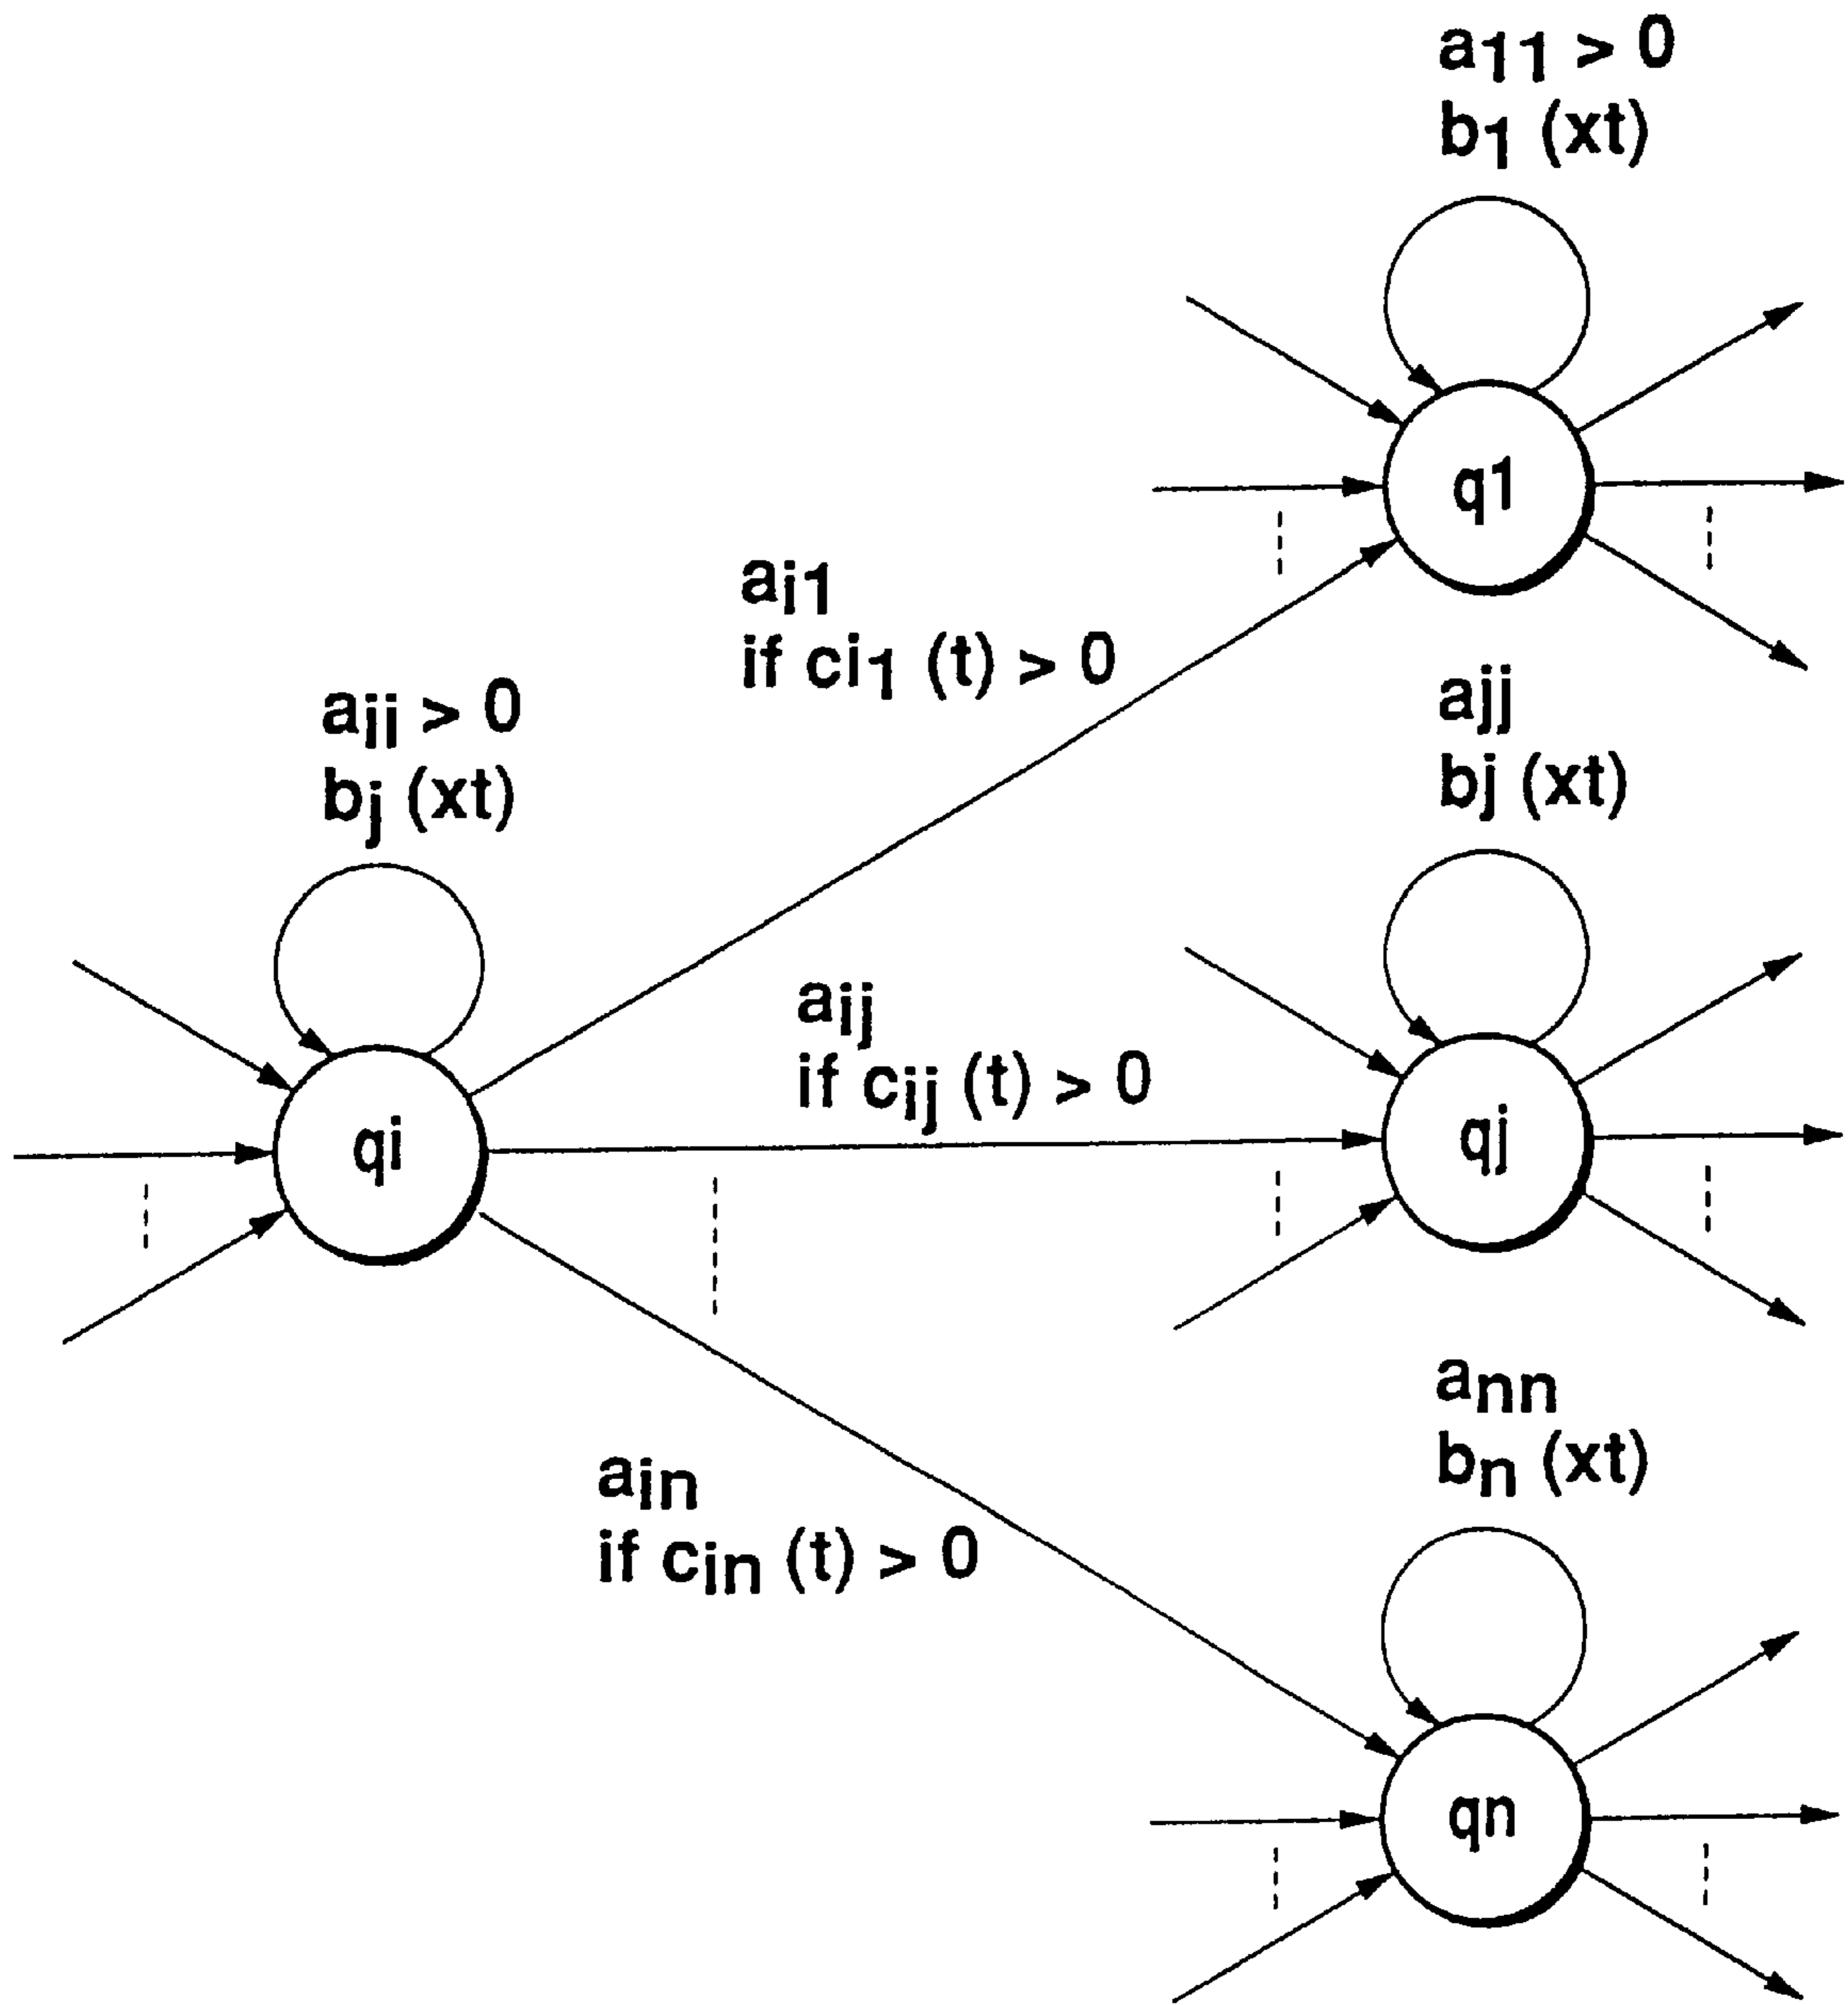 a11 > 0
b1 (xt)
q1
ai1
if ci1 (t) > 0
aii > 0
bj (xt)
ajj
bj (xt)
aij
if cij (t) > 0
qi
qj
ann
bn (xt)
ain
if cin (t) > 0
qn